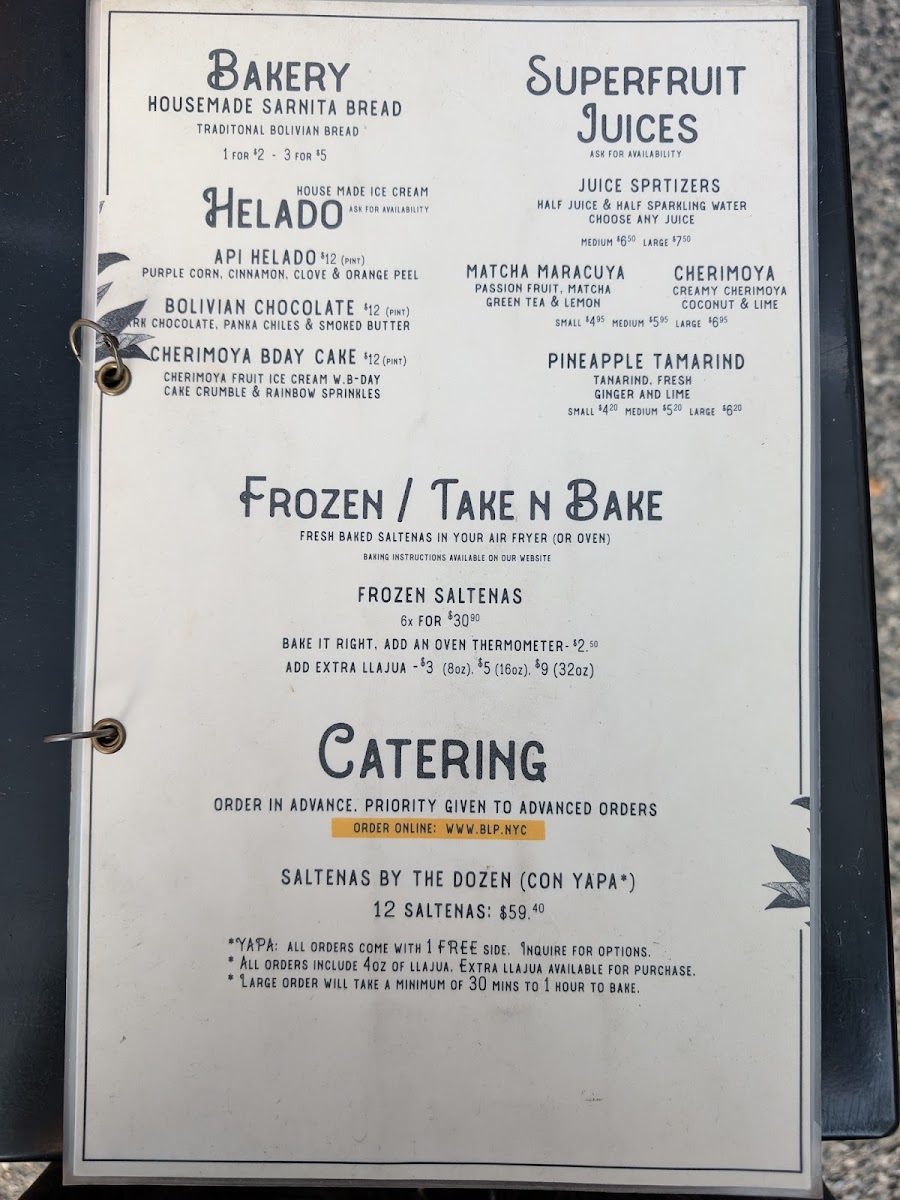 BAKERY
HOUSEMADE SARNITA BREAD
TRADITONAL BOLIVIAN BREAD
1 FOR $2 - 3 FOR $5
HELADO
HOUSE MADE ICE CREAM
ASK FOR AVAILABILITY
API HELADO $12 (PINT)
PURPLE CORN, CINNAMON, CLOVE & ORANGE PEEL
BOLIVIAN CHOCOLATE $12 (PINT)
DARK CHOCOLATE, PANKA CHILES & SMOKED BUTTER
CHERIMOYA BDAY CAKE $12 (PINT)
CHERIMOYA FRUIT ICE CREAM W.B-DAY
CAKE CRUMBLE & RAINBOW SPRINKLES
SUPERFRUIT
JUICES
ASK FOR AVAILABILITY
JUICE SPRTIZERS
HALF JUICE & HALF SPARKLING WATER
CHOOSE ANY JUICE
MEDIUM $6.50 LARGE $7.50
MATCHA MARACUYA
PASSION FRUIT, MATCHA
GREEN TEA & LEMON
CHERIMOYA
CREAMY CHERIMOYA
COCONUT & LIME
SMALL $4.95 MEDIUM $5.95 LARGE $6.95
PINEAPPLE TAMARIND
TANARIND, FRESH
GINGER AND LIME
SMALL $4.20 MEDIUM $5.20 LARGE $6.20
FROZEN / TAKE N BAKE
FRESH BAKED SALTENAS IN YOUR AIR FRYER (OR OVEN)
BAKING INSTRUCTIONS AVAILABLE ON OUR WEBSITE
FROZEN SALTENAS
6x FOR $30.90
BAKE IT RIGHT, ADD AN OVEN THERMOMETER- $2.50
ADD EXTRA LLAJUA -$3 (8oz), $5 (16oz), $9 (32oz)
CATERING
ORDER IN ADVANCE. PRIORITY GIVEN TO ADVANCED ORDERS
ORDER ONLINE: WWW.BLP.NYC
SALTENAS BY THE DOZEN (CON YAPA*)
12 SALTENAS: $59.40
*YAPA: ALL ORDERS COME WITH 1 FREE SIDE. INQUIRE FOR OPTIONS.
* ALL ORDERS INCLUDE 4OZ OF LLAJUA. EXTRA LLAJUA AVAILABLE FOR PURCHASE.
* LARGE ORDER WILL TAKE A MINIMUM OF 30 MINS TO 1 HOUR TO BAKE.